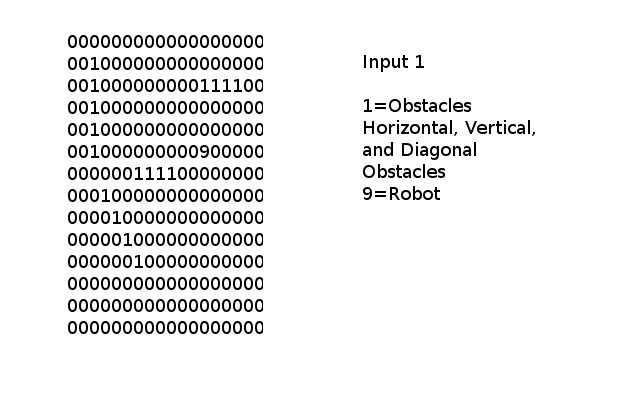 000000000000000000
001000000000000000
001000000000111100
001000000000000000
001000000000000000
001000000000900000
000000111100000000
000100000000000000
000010000000000000
000001000000000000
000000100000000000
000000000000000000
000000000000000000
000000000000000000
Input 1
1=Obstacles
Horizontal, Vertical,
and Diagonal
Obstacles
9=Robot